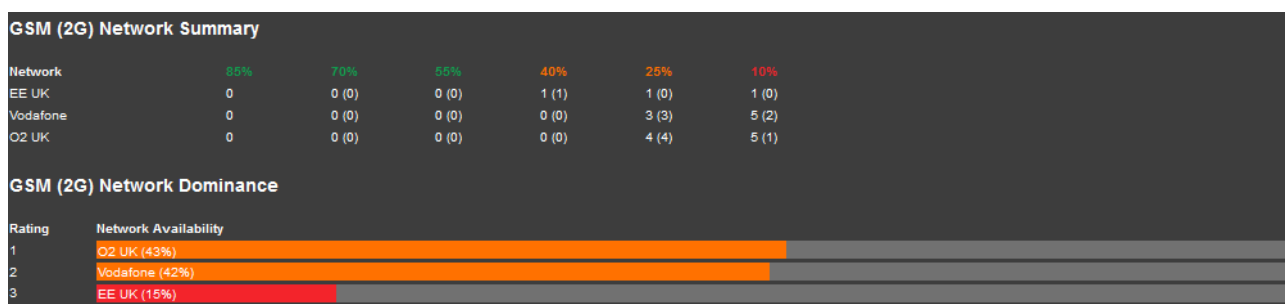 GSM (2G) Network Summary
Network 85% 70% 55% 40% 25% 10%
EE UK 0 0 (0) 0 (0) 1 (1) 1 (0) 1 (0)
Vodafone 0 0 (0) 0 (0) 0 (0) 3 (3) 5 (2)
O2 UK 0 0 (0) 0 (0) 0 (0) 4 (4) 5 (1)
GSM (2G) Network Dominance
Rating Network Availability
1 O2 UK (43%)
2 Vodafone (42%)
3 EE UK (15%)